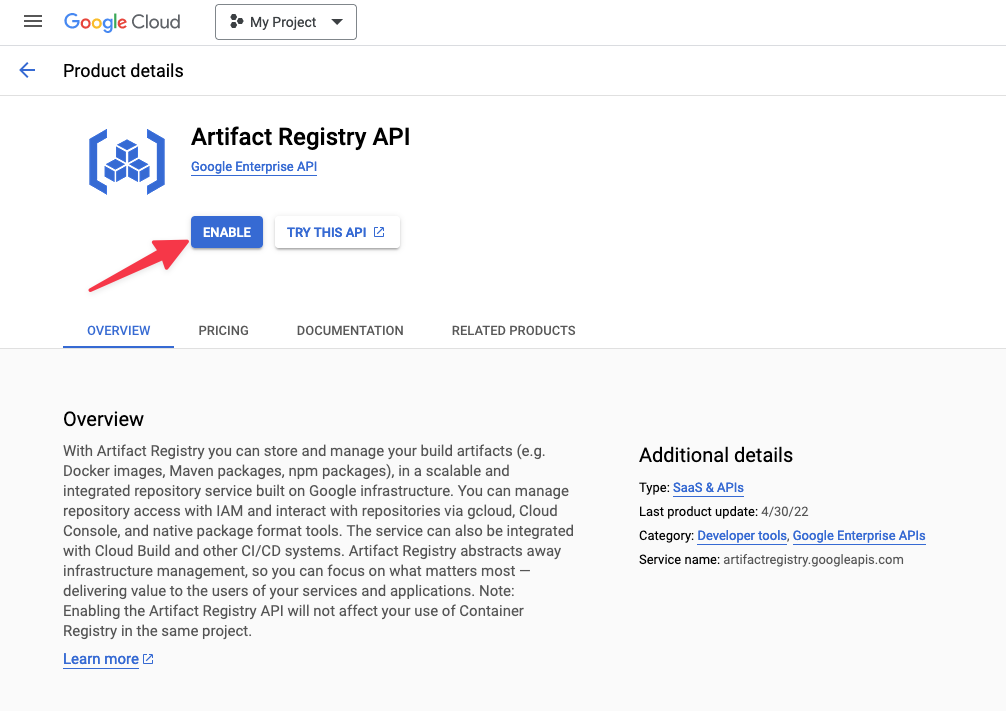 Google Cloud
My Project
Product details
Artifact Registry API
Google Enterprise API
ENABLE
TRY THIS API
OVERVIEW
PRICING
DOCUMENTATION
RELATED PRODUCTS
Overview
With Artifact Registry you can store and manage your build artifacts (e.g.
Docker images, Maven packages, npm packages), in a scalable and
integrated repository service built on Google infrastructure. You can manage
repository access with IAM and interact with repositories via gcloud, Cloud
Console, and native package format tools. The service can also be integrated
with Cloud Build and other CI/CD systems. Artifact Registry abstracts away
infrastructure management, so you can focus on what matters most —
delivering value to the users of your services and applications. Note:
Enabling the Artifact Registry API will not affect your use of Container
Registry in the same project.
Learn more
Additional details
Type: SaaS & APIs
Last product update: 4/30/22
Category: Developer tools, Google Enterprise APIs
Service name: artifactregistry.googleapis.com